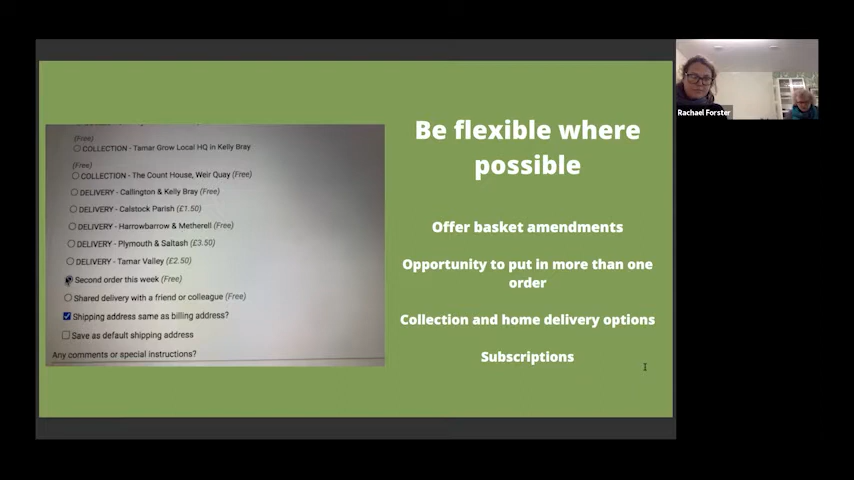 (Free)
COLLECTION - Tamar Grow Local HQ in Kelly Bray
(Free)
COLLECTION - The Count House, Weir Quay (Free)
DELIVERY - Callington & Kelly Bray (Free)
DELIVERY - Calstock Parish (£1.50)
DELIVERY - Harrowbarrow & Metherell (Free)
DELIVERY - Plymouth & Saltash (£3.50)
DELIVERY - Tamar Valley (£2.50)
Second order this week (Free)
Shared delivery with a friend or colleague (Free)
Shipping address same as billing address?
Save as default shipping address
Any comments or special instructions?
Be flexible where
possible
Offer basket amendments
Opportunity to put in more than one
order
Collection and home delivery options
Subscriptions
Rachael Forster